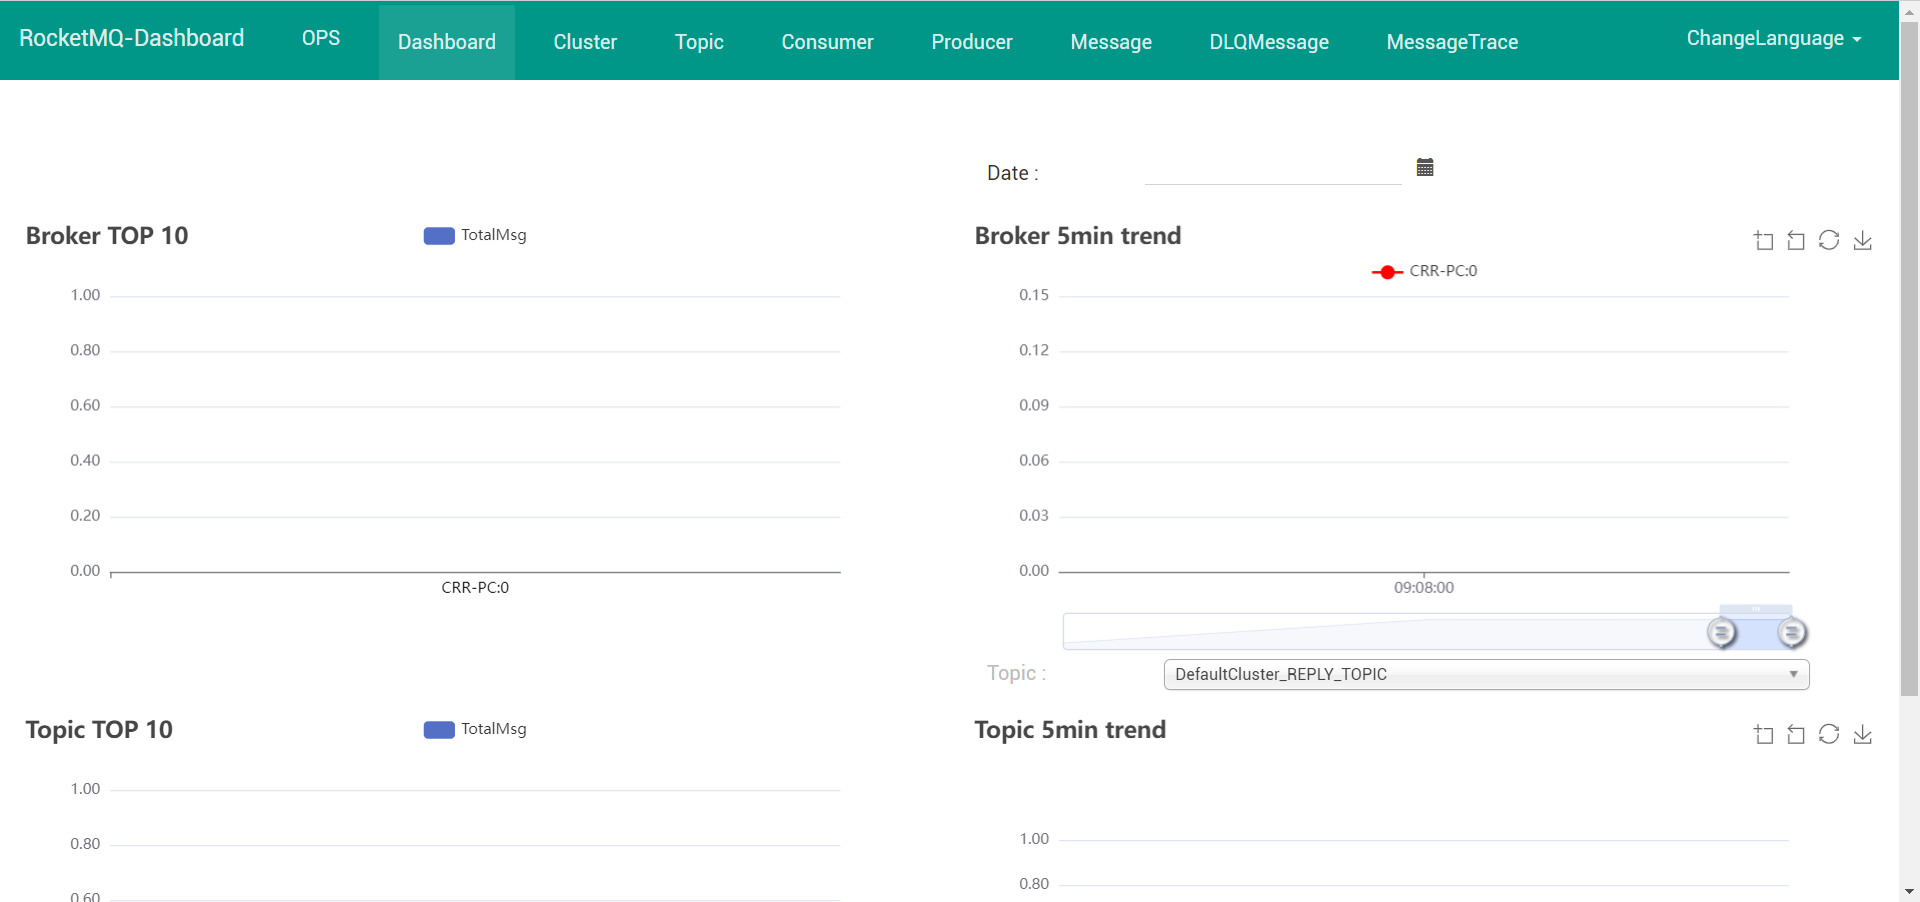 RocketMQ-Dashboard OPS Dashboard Cluster Topic Consumer Producer Message DLQMessage MessageTrace ChangeLanguage
Date :
Broker TOP 10
TotalMsg
1.00
0.80
0.60
0.40
0.20
0.00
CRR-PC:0
Broker 5min trend
CRR-PC:0
0.15
0.12
0.09
0.06
0.03
0.00
09:08:00
Topic :
DefaultCluster_REPLY_TOPIC
Topic TOP 10
TotalMsg
1.00
0.80
0.60
Topic 5min trend
1.00
0.80